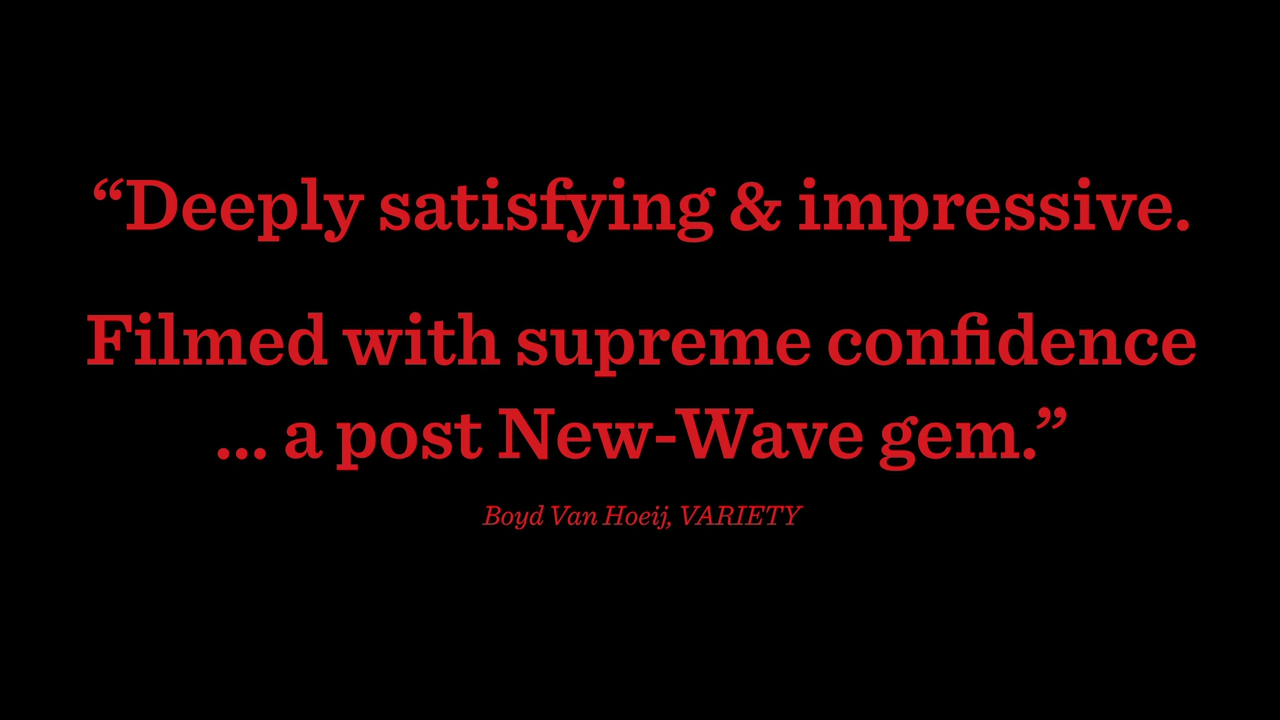 “Deeply satisfying & impressive.
Filmed with supreme confidence
... a post New-Wave gem.”
Boyd Van Hoeij, VARIETY